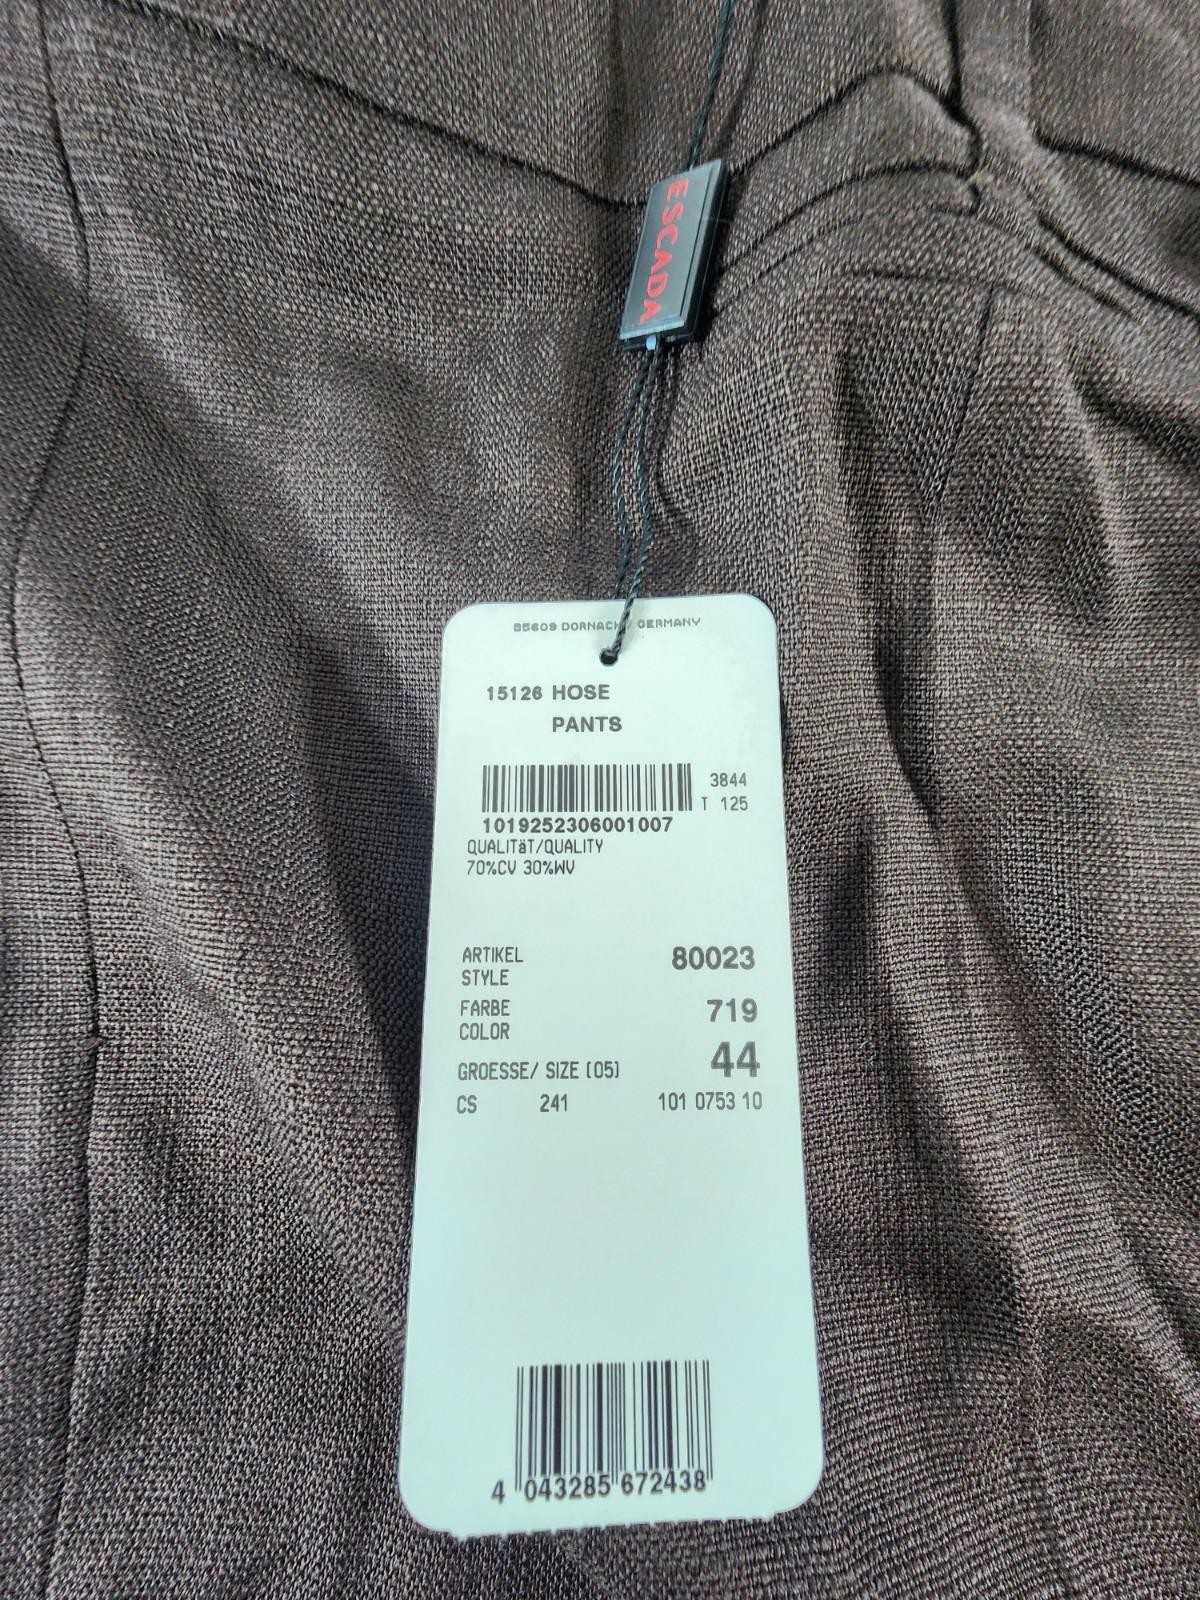 ESCADA
85609 DORNACH / GERMANY
15126 HOSE
PANTS
3844
T 125
1019252306001007
QUALITäT/QUALITY
70%CV 30%WV
ARTIKEL 80023
STYLE
FARBE 719
COLOR
GROESSE/ SIZE (05) 44
CS 241 101 0753 10
4 043285 672438